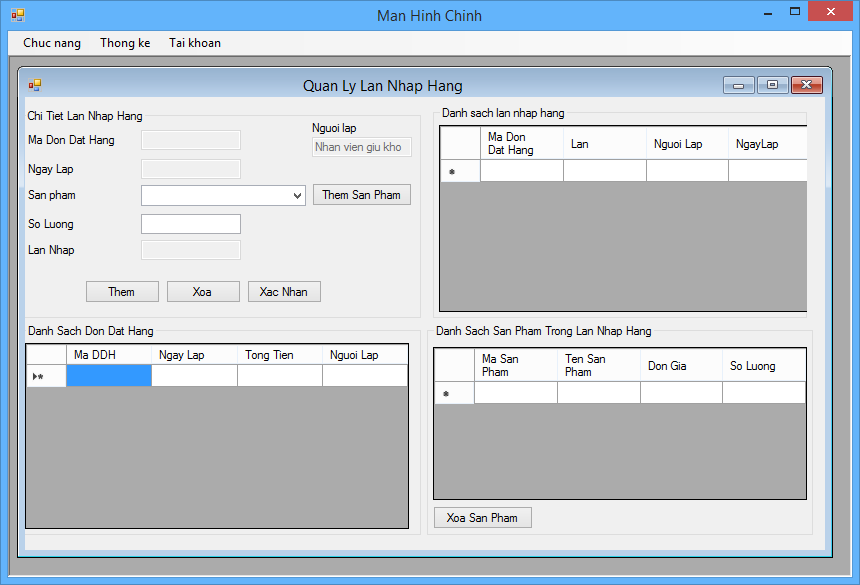 Man Hinh Chinh
Chuc nang Thong ke Tai khoan
Quan Ly Lan Nhap Hang
Chi Tiet Lan Nhap Hang
Ma Don Dat Hang
Nguoi lap
Nhan vien giu kho
Ngay Lap
San pham
Them San Pham
So Luong
Lan Nhap
Them Xoa Xac Nhan
Danh sach lan nhap hang
Ma Don
Dat Hang
Lan
Nguoi Lap
NgayLap
Danh Sach Don Dat Hang
Ma DDH Ngay Lap Tong Tien Nguoi Lap
Danh Sach San Pham Trong Lan Nhap Hang
Ma San
Pham
Ten San
Pham
Don Gia
So Luong
Xoa San Pham